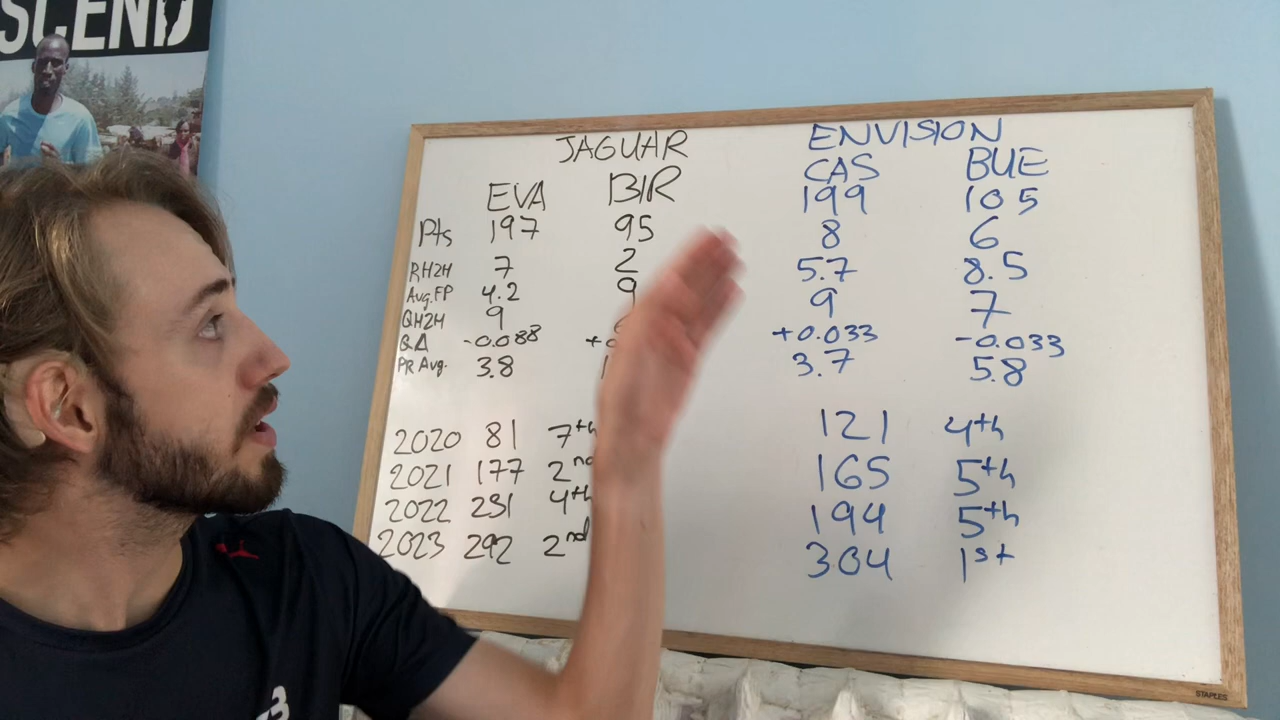 SCEND
JAGUAR ENVISION
EVA BIR CAS BUE
Pts 197 95 199 105
RH2H 7 2 8 6
Avg.FP 4.2 9 5.7 8.5
QH2H 9 9 7
QΔ -0.088 + +0.033 -0.033
PR Avg. 3.8 3.7 5.8
2020 81 7th 121 4th
2021 177 2nd 165 5th
2022 231 4th 194 5th
2023 292 2nd 304 1st
STAPLES